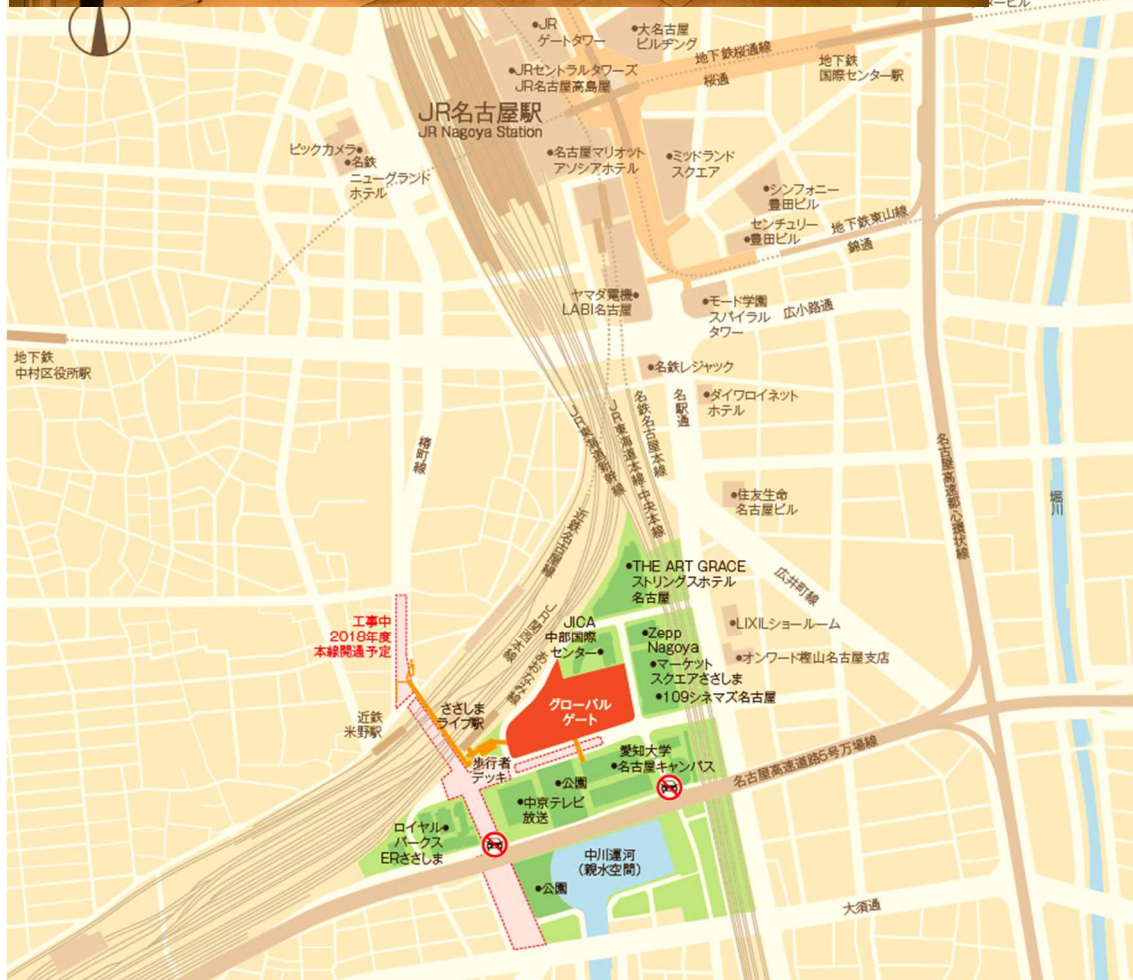 JR
ゲートタワー
大名古屋
ビルヂング
地下鉄桜通線
桜通
地下鉄
国際センター駅
JRセントラルタワーズ
JR名古屋高島屋
JR名古屋駅
JR Nagoya Station
ビックカメラ
名鉄
ニューグランド
ホテル
名古屋マリオット
アソシアホテル
ミッドランド
スクエア
シンフォニー
豊田ビル
センチュリー
豊田ビル
地下鉄東山線
錦通
ヤマダ電機
LABI名古屋
モード学園
スパイラル
タワー
広小路通
地下鉄
中村区役所駅
名鉄レジャック
ダイワロイネット
ホテル
名駅通
名鉄名古屋本線
JR東海道本線・中央本線
JR東海道新幹線
椿町線
名古屋高速都心環状線
堀川
住友生命
名古屋ビル
近鉄名古屋線
THE ART GRACE
ストリングスホテル
名古屋
広井町線
JR関西本線
あおなみ線
工事中
2018年度
本線開通予定
JICA
中部国際
センター
Zepp
Nagoya
マーケット
スクエアささしま
109シネマズ名古屋
LIXILショールーム
オンワード樫山名古屋支店
グローバル
ゲート
ささしま
ライブ駅
近鉄
米野駅
歩行者
デッキ
愛知大学
名古屋キャンパス
名古屋高速道路5号万場線
公園
中京テレビ
放送
ロイヤル
パークス
ERささしま
中川運河
(親水空間)
公園
大須通